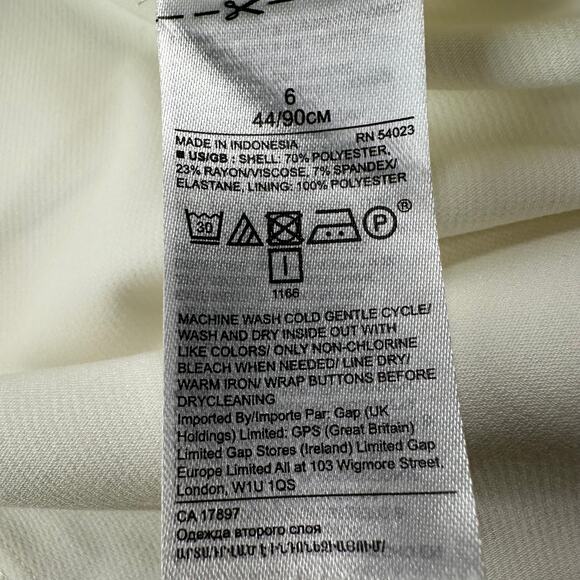 6
44/90CM
MADE IN INDONESIA RN 54023
■ US/GB : SHELL: 70% POLYESTER,
23% RAYON/VISCOSE, 7% SPANDEX/
ELASTANE, LINING: 100% POLYESTER
30 P ®
1166
MACHINE WASH COLD GENTLE CYCLE/
WASH AND DRY INSIDE OUT WITH
LIKE COLORS/ ONLY NON-CHLORINE
BLEACH WHEN NEEDED/ LINE DRY/
WARM IRON/ WRAP BUTTONS BEFORE
DRYCLEANING
Imported By/Importe Par: Gap (UK
Holdings) Limited: GPS (Great Britain)
Limited Gap Stores (Ireland) Limited Gap
Europe Limited All at 103 Wigmore Street,
London, W1U 1QS
CA 17897
Одежда второго слоя
ԱՐՏԱԴՐՎԱԾ Է ԻՆԴՈՆԵԶԻԱՅՈՒՄ/